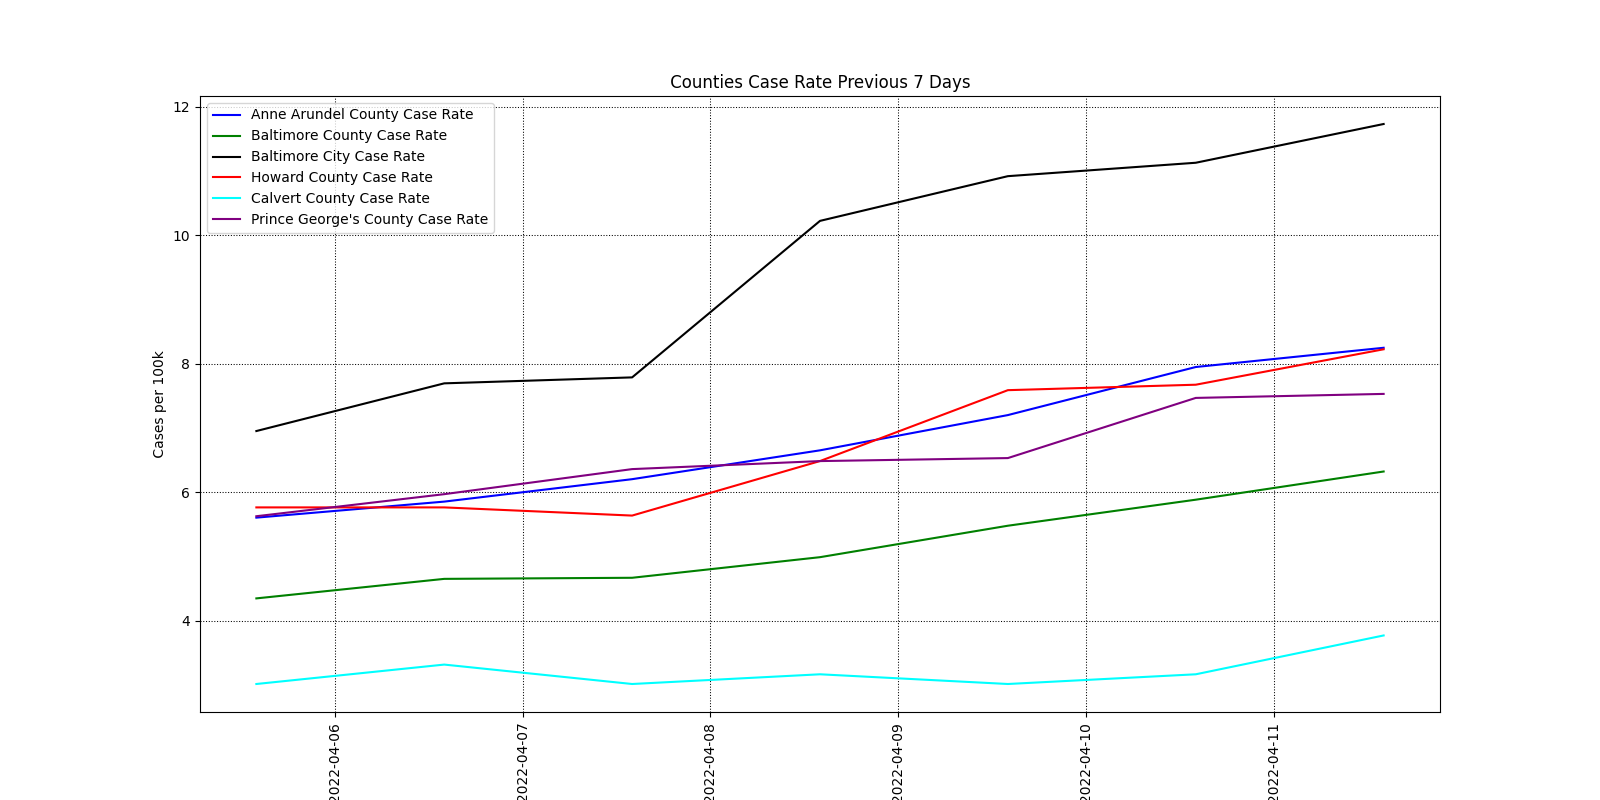 Counties Case Rate Previous 7 Days
12
10
8
6
4
Cases per 100k
Anne Arundel County Case Rate
Baltimore County Case Rate
Baltimore City Case Rate
Howard County Case Rate
Calvert County Case Rate
Prince George's County Case Rate
2022-04-06
2022-04-07
2022-04-08
2022-04-09
2022-04-10
2022-04-11